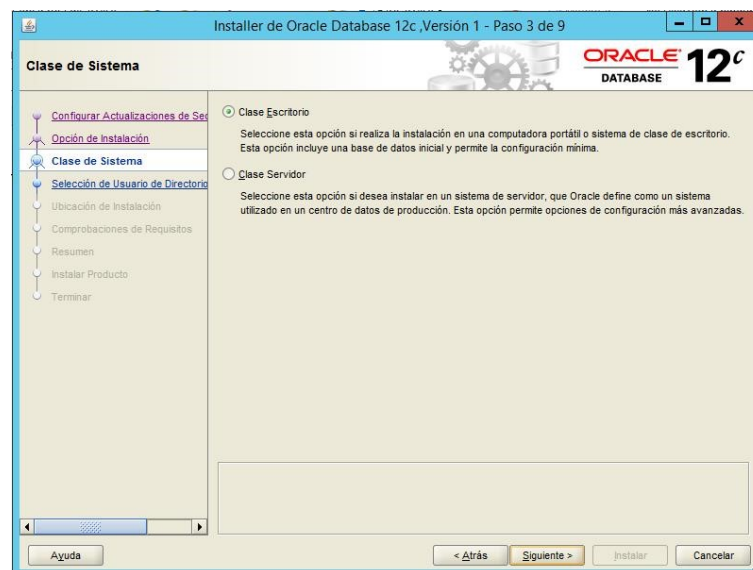 Installer de Oracle Database 12c ,Versión 1 - Paso 3 de 9
Clase de Sistema
ORACLE
DATABASE
12c
Configurar Actualizaciones de Seg
Opción de Instalación
Clase de Sistema
Selección de Usuario de Directorio
Ubicación de Instalación
Comprobaciones de Requisitos
Resumen
Instalar Producto
Terminar
Clase Escritorio
Seleccione esta opción si realiza la instalación en una computadora portátil o sistema de clase de escritorio.
Esta opción incluye una base de datos inicial y permite la configuración mínima.
Clase Servidor
Seleccione esta opción si desea instalar en un sistema de servidor, que Oracle define como un sistema
utilizado en un centro de datos de producción. Esta opción permite opciones de configuración más avanzadas.
Ayuda
< Atrás
Siguiente >
Instalar
Cancelar